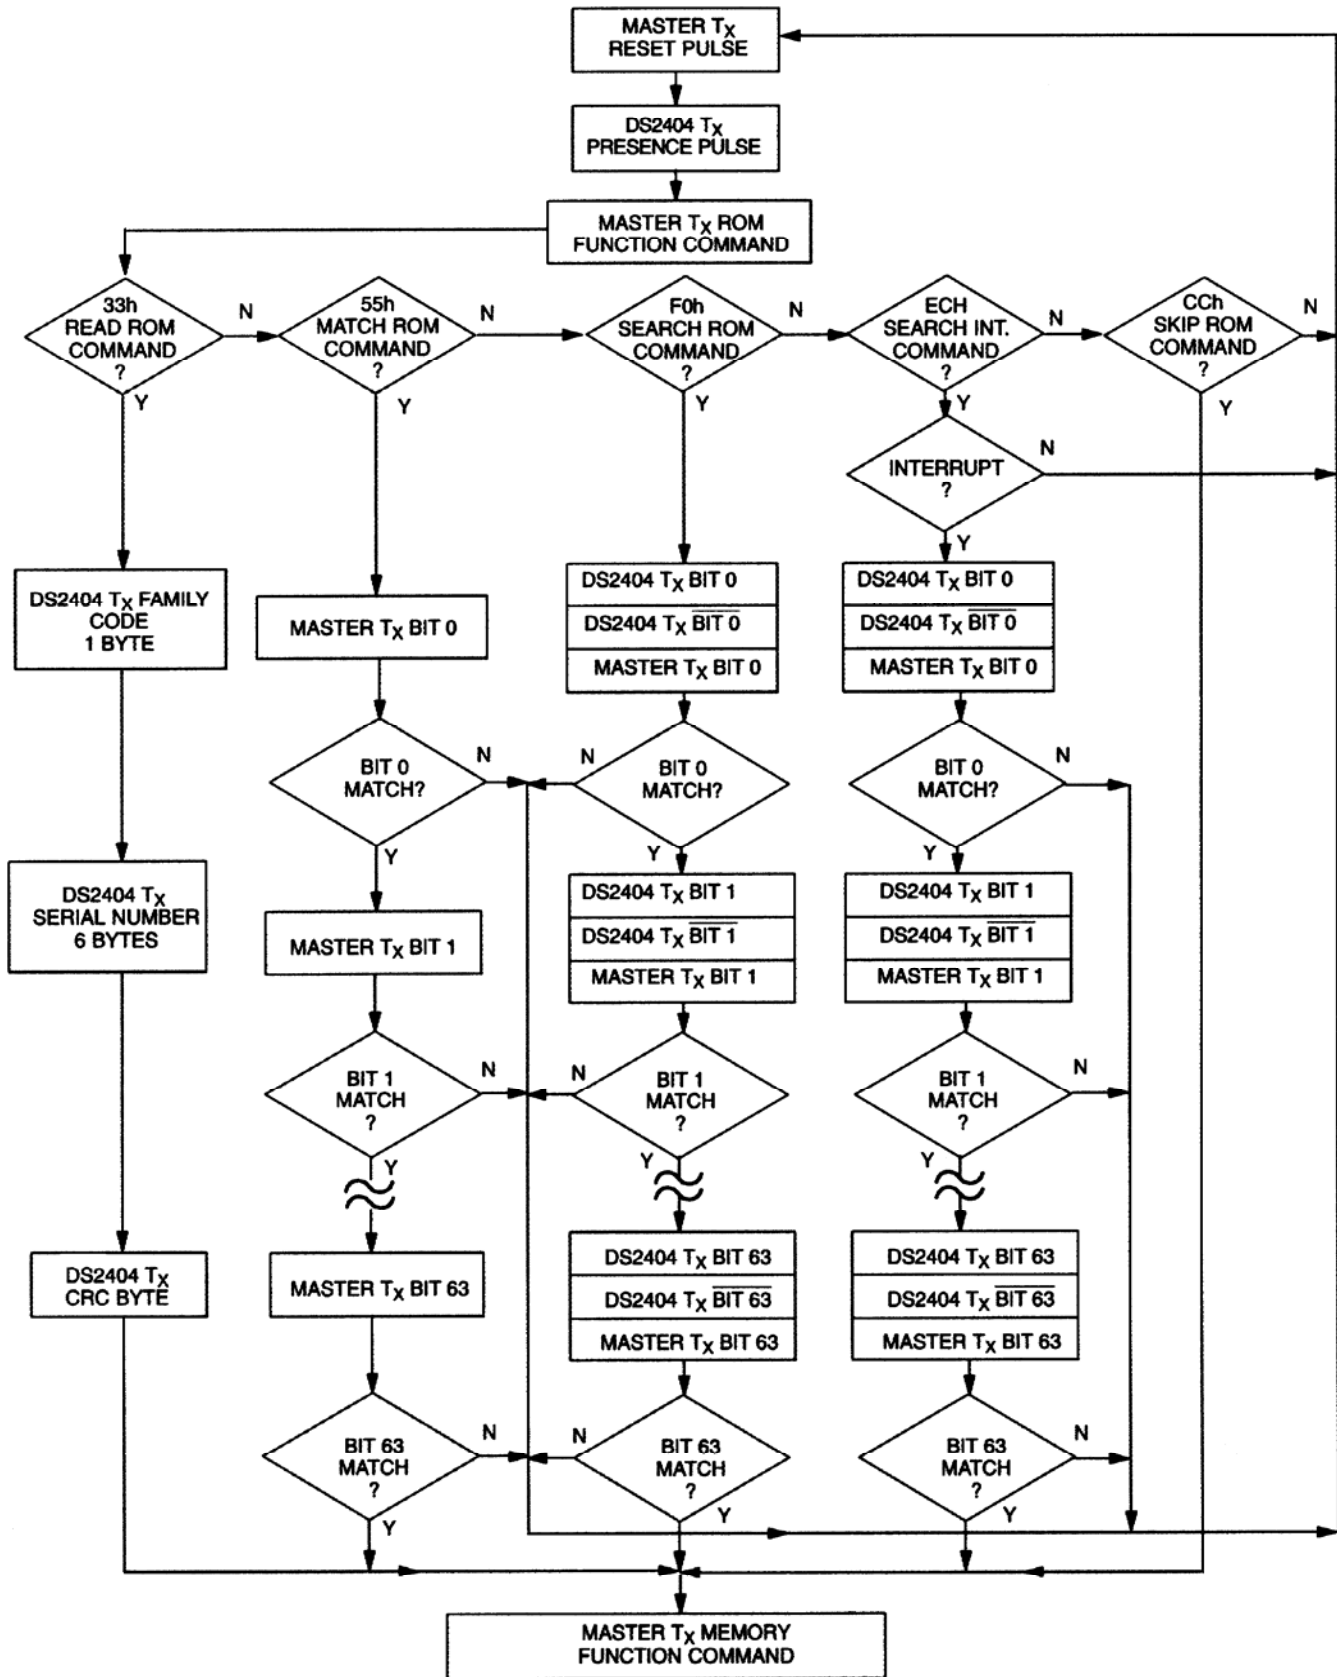 MASTER TX
RESET PULSE
DS2404 TX
PRESENCE PULSE
MASTER TX ROM
FUNCTION COMMAND
33h
READ ROM
COMMAND
?
N
Y
55h
MATCH ROM
COMMAND
?
N
Y
F0h
SEARCH ROM
COMMAND
?
N
Y
ECH
SEARCH INT.
COMMAND
?
N
Y
CCh
SKIP ROM
COMMAND
?
N
Y
INTERRUPT
?
N
Y
DS2404 TX FAMILY
CODE
1 BYTE
DS2404 TX
SERIAL NUMBER
6 BYTES
DS2404 TX
CRC BYTE
MASTER TX BIT 0
BIT 0
MATCH?
N
Y
MASTER TX BIT 1
BIT 1
MATCH
?
N
Y
MASTER TX BIT 63
BIT 63
MATCH
?
N
Y
DS2404 TX BIT 0
DS2404 TX BIT 0
MASTER TX BIT 0
BIT 0
MATCH?
N
Y
DS2404 TX BIT 1
DS2404 TX BIT 1
MASTER TX BIT 1
BIT 1
MATCH
?
N
Y
DS2404 TX BIT 63
DS2404 TX BIT 63
MASTER TX BIT 63
BIT 63
MATCH
?
N
Y
DS2404 TX BIT 0
DS2404 TX BIT 0
MASTER TX BIT 0
BIT 0
MATCH?
N
Y
DS2404 TX BIT 1
DS2404 TX BIT 1
MASTER TX BIT 1
BIT 1
MATCH
?
N
Y
DS2404 TX BIT 63
DS2404 TX BIT 63
MASTER TX BIT 63
BIT 63
MATCH
?
N
Y
MASTER TX MEMORY
FUNCTION COMMAND